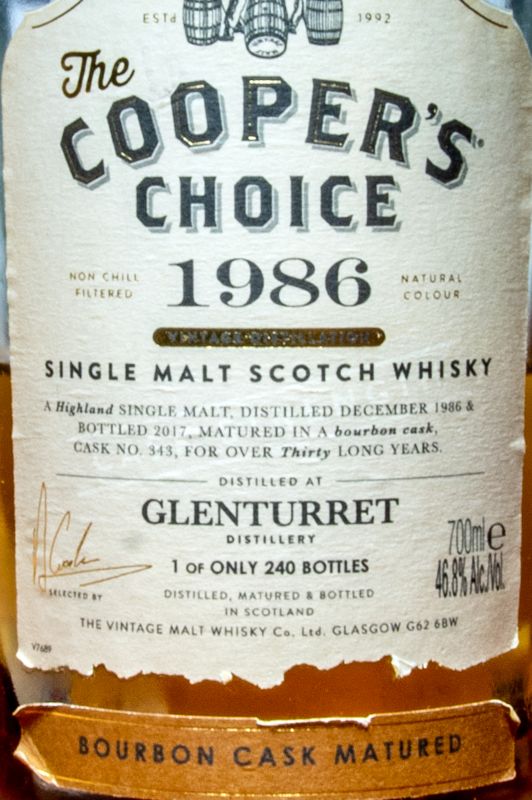 ESTd 1992
The
COOPER'S
CHOICE
NON CHILL
FILTERED
1986
NATURAL
COLOUR
VINTAGE DISTILLATION
SINGLE MALT SCOTCH WHISKY
A Highland SINGLE MALT, DISTILLED DECEMBER 1986 &
BOTTLED 2017, MATURED IN A bourbon cask,
CASK NO. 343, FOR OVER Thirty LONG YEARS.
DISTILLED AT
GLENTURRET
DISTILLERY
1 OF ONLY 240 BOTTLES
700ml e
46.8% Alc./Vol.
SELECTED BY
DISTILLED, MATURED & BOTTLED
IN SCOTLAND
THE VINTAGE MALT WHISKY Co. Ltd. GLASGOW G62 6BW
V7689
BOURBON CASK MATURED